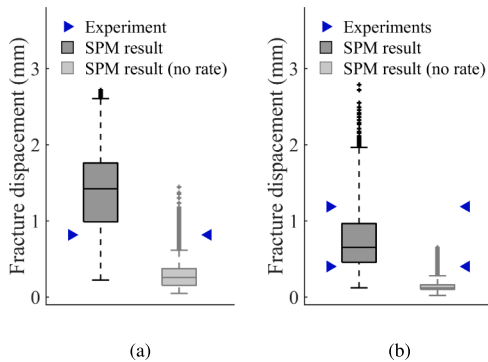 Experiment
SPM result
SPM result (no rate)
Fracture dispacement (mm)
3
2
1
0
(a)
Experiments
SPM result
SPM result (no rate)
Fracture dispacement (mm)
3
2
1
0
(b)